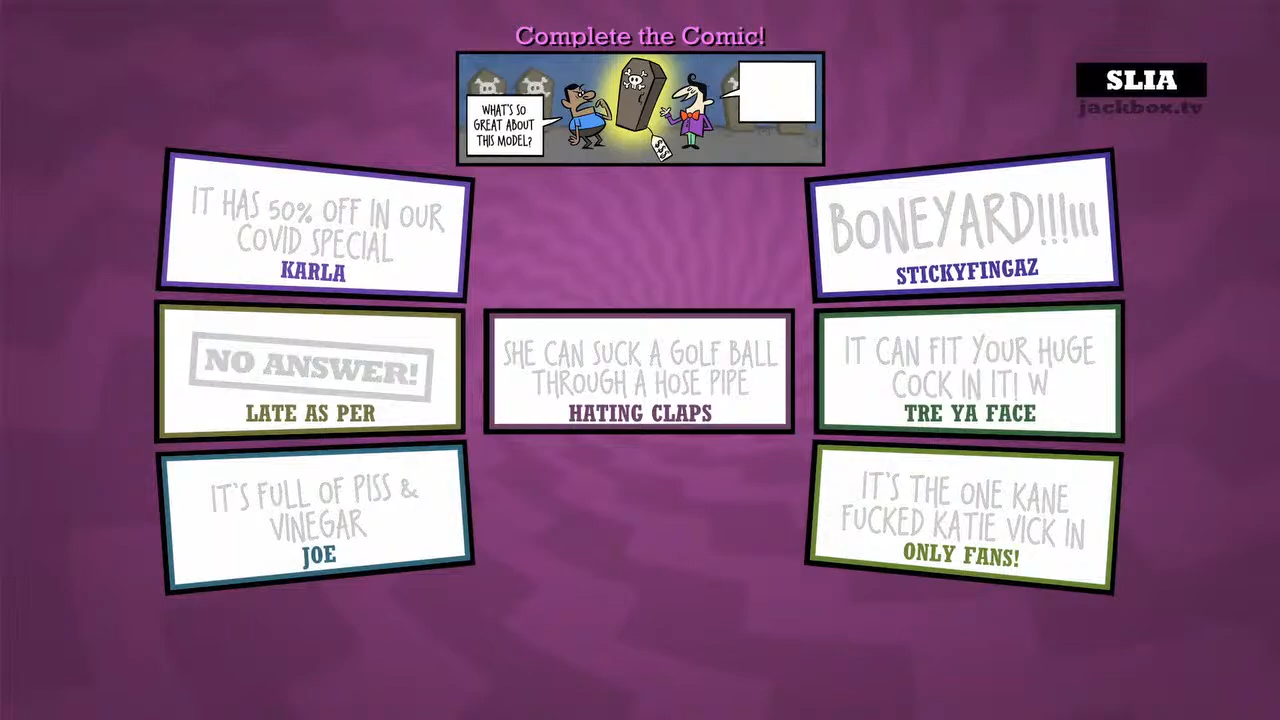 Complete the Comic!
SLIA
jackbox.tv
WHAT'S SO
GREAT ABOUT
THIS MODEL?
$$$
IT HAS 50% OFF IN OUR
COVID SPECIAL
KARLA
BONEYARD!!!!!!
STICKYFINGAZ
NO ANSWER!
LATE AS PER
SHE CAN SUCK A GOLF BALL
THROUGH A HOSE PIPE
HATING CLAPS
IT CAN FIT YOUR HUGE
COCK IN IT! W
TRE YA FACE
IT'S FULL OF PISS &
VINEGAR
JOE
IT'S THE ONE KANE
FUCKED KATIE VICK IN
ONLY FANS!